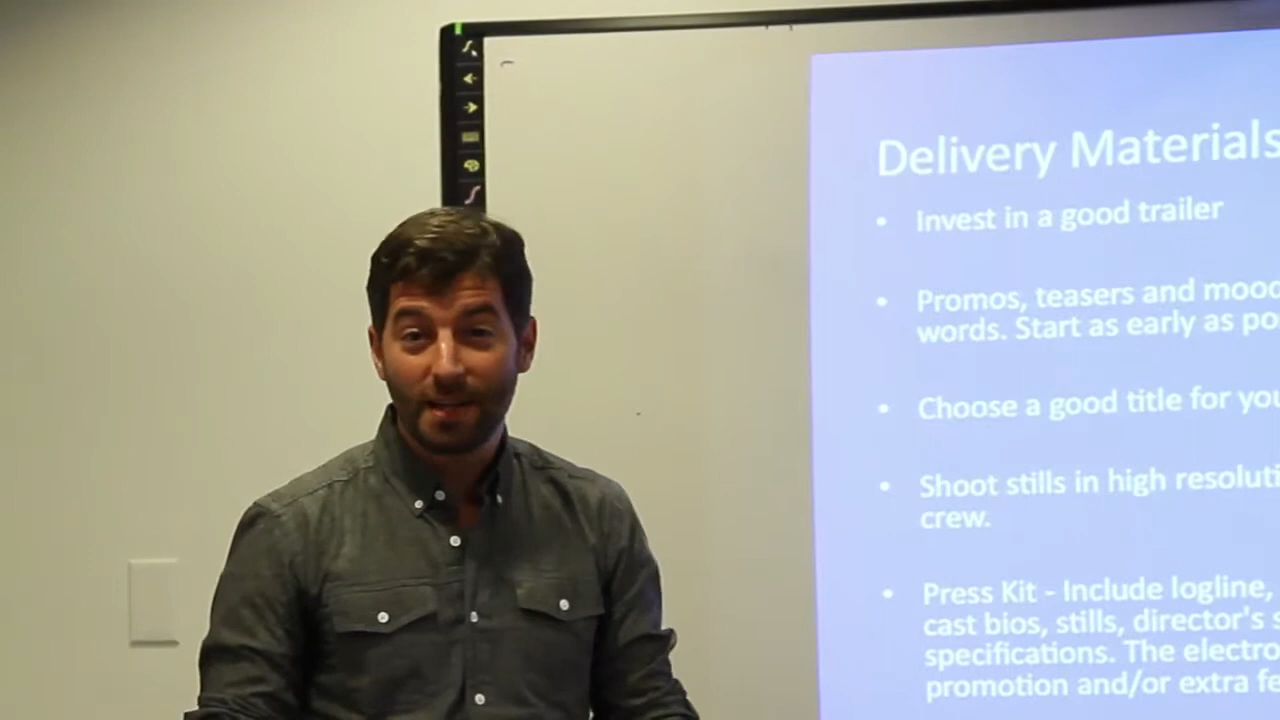 Delivery Materials
• Invest in a good trailer
• Promos, teasers and mood
words. Start as early as po
• Choose a good title for you
• Shoot stills in high resoluti
crew.
• Press Kit - Include logline,
cast bios, stills, director's s
specifications. The electro
promotion and/or extra fe